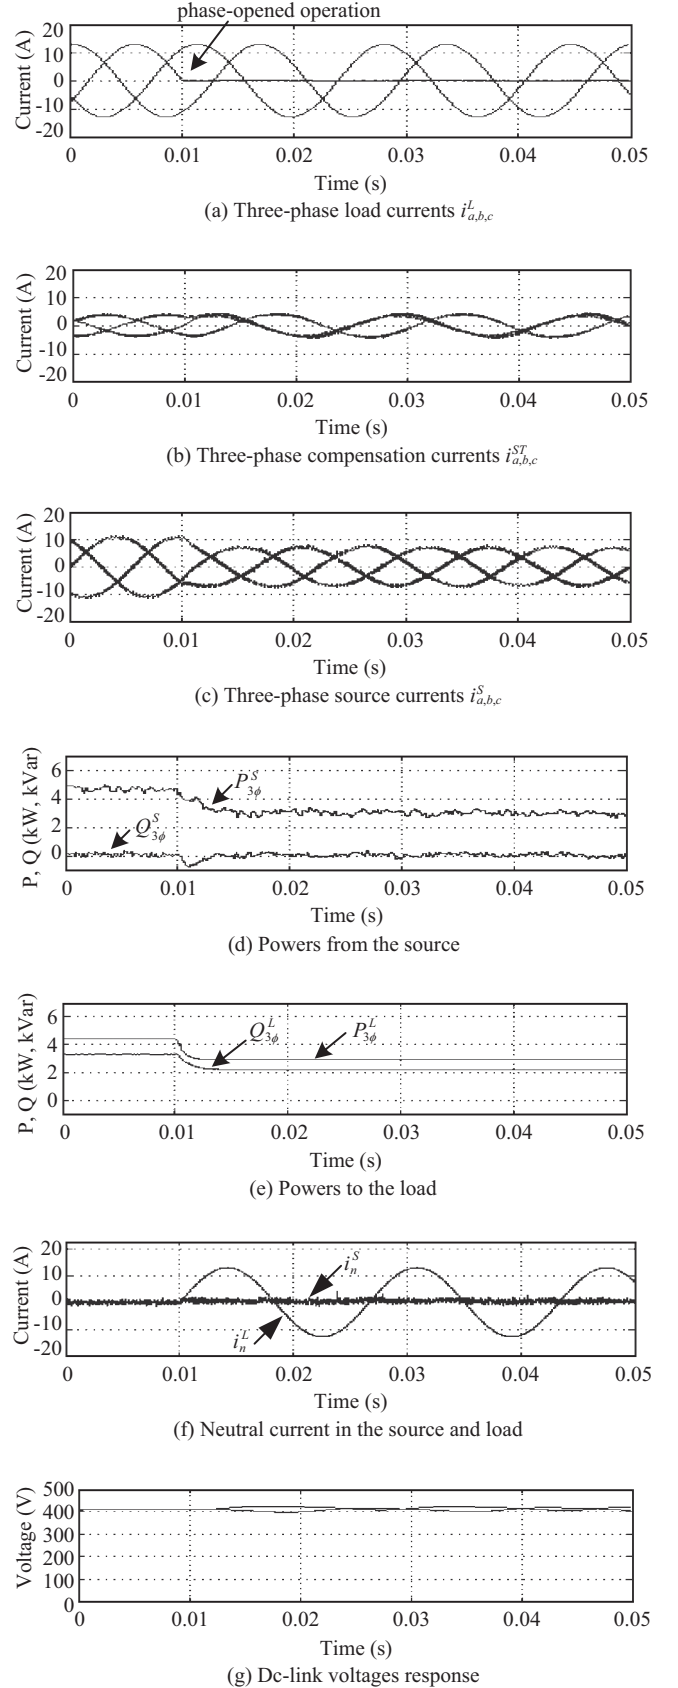 phase-opened operation
Current (A)
20
10
0
-10
-20
0 0.01 0.02 0.03 0.04 0.05
Time (s)
(a) Three-phase load currents i^L_{a,b,c}
Current (A)
20
10
0
-10
-20
0 0.01 0.02 0.03 0.04 0.05
Time (s)
(b) Three-phase compensation currents i^{ST}_{a,b,c}
Current (A)
20
10
0
-10
-20
0 0.01 0.02 0.03 0.04 0.05
Time (s)
(c) Three-phase source currents i^S_{a,b,c}
P, Q (kW, kVar)
6
4
2
0
P^S_{3ϕ}
Q^S_{3ϕ}
0 0.01 0.02 0.03 0.04 0.05
Time (s)
(d) Powers from the source
P, Q (kW, kVar)
6
4
2
0
Q^L_{3ϕ} P^L_{3ϕ}
0 0.01 0.02 0.03 0.04 0.05
Time (s)
(e) Powers to the load
Current (A)
20
10
0
-10
-20
i^S_n
i^L_n
0 0.01 0.02 0.03 0.04 0.05
Time (s)
(f) Neutral current in the source and load
Voltage (V)
500
400
300
200
100
0
0 0.01 0.02 0.03 0.04 0.05
Time (s)
(g) Dc-link voltages response